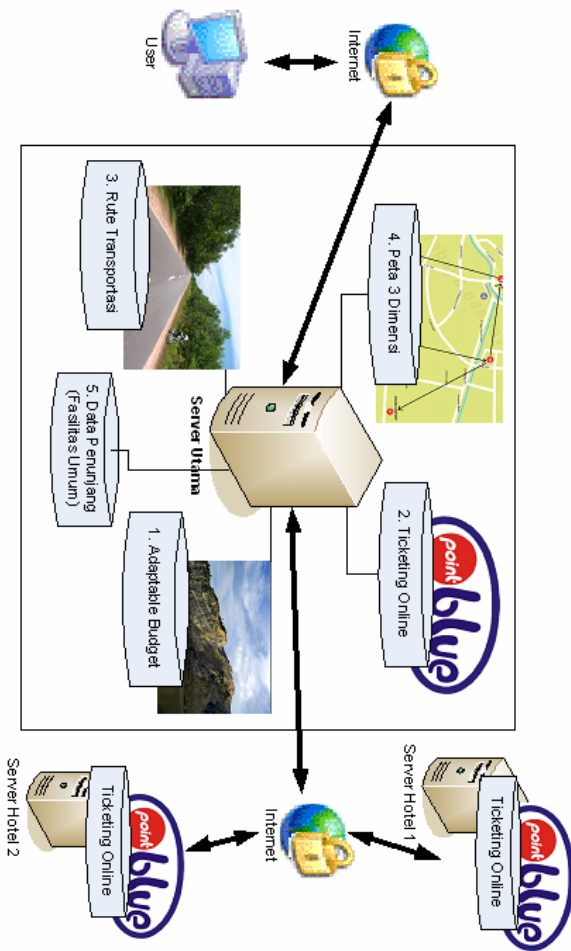 User
Internet
3. Rute Transportasi
4. Peta 3 Dimensi
Server Utama
5. Data Penunjang
(Fasilitas Umum)
1. Adaptable Budget
2. Ticketing Online
point
blue
Internet
Server Hotel 1
Ticketing Online
point
blue
Server Hotel 2
Ticketing Online
point
blue